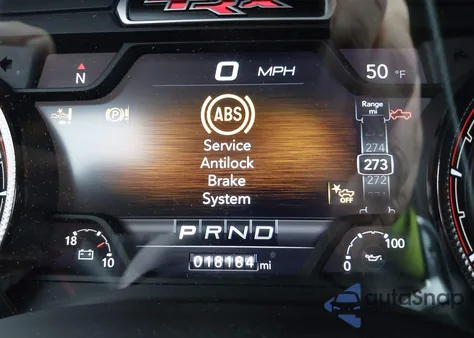 TRX
N
0 MPH
50 °F
ABS
Service
Antilock
Brake
System
Range
mi
274
273
272
OFF
P
PRND
18
10
018184 mi
100
0
autoSnap